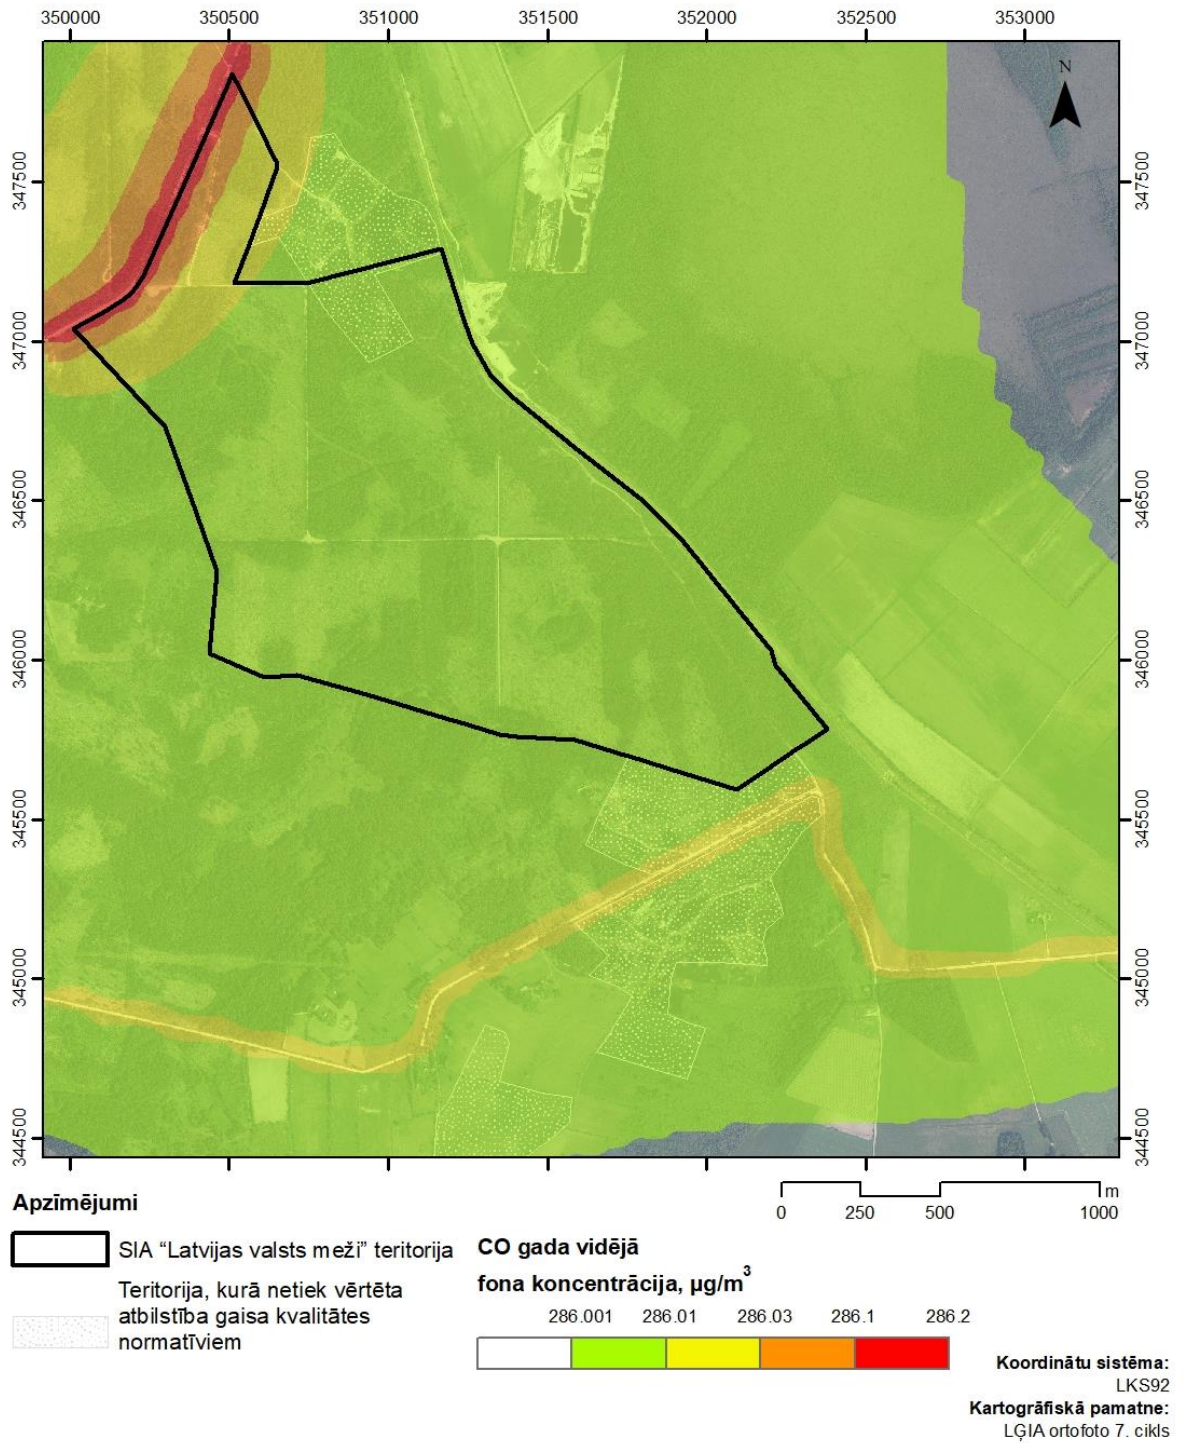 350000 350500 351000 351500 352000 352500 353000
N
347500 347500
347000 347000
346500 346500
346000 346000
345500 345500
345000 345000
344500 344500
m
0 250 500 1000
Apzīmējumi
SIA “Latvijas valsts meži” teritorija
Teritorija, kurā netiek vērtēta
atbilstība gaisa kvalitātes
normatīviem
CO gada vidējā
fona koncentrācija, µg/m³
286.001 286.01 286.03 286.1 286.2
Koordinātu sistēma:
LKS92
Kartogrāfiskā pamatne:
LĢIA ortofoto 7. cikls